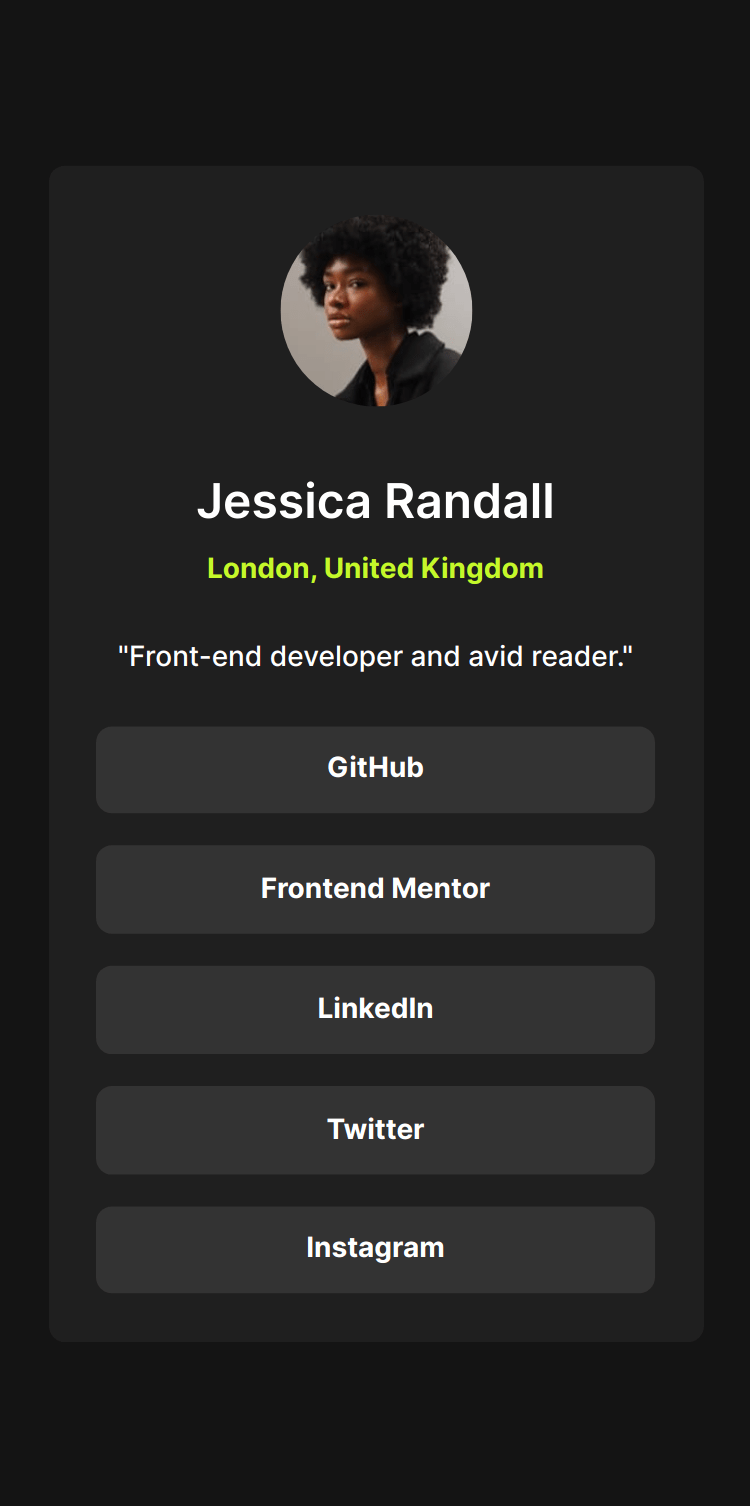 Jessica Randall
London, United Kingdom
"Front-end developer and avid reader."
GitHub
Frontend Mentor
LinkedIn
Twitter
Instagram